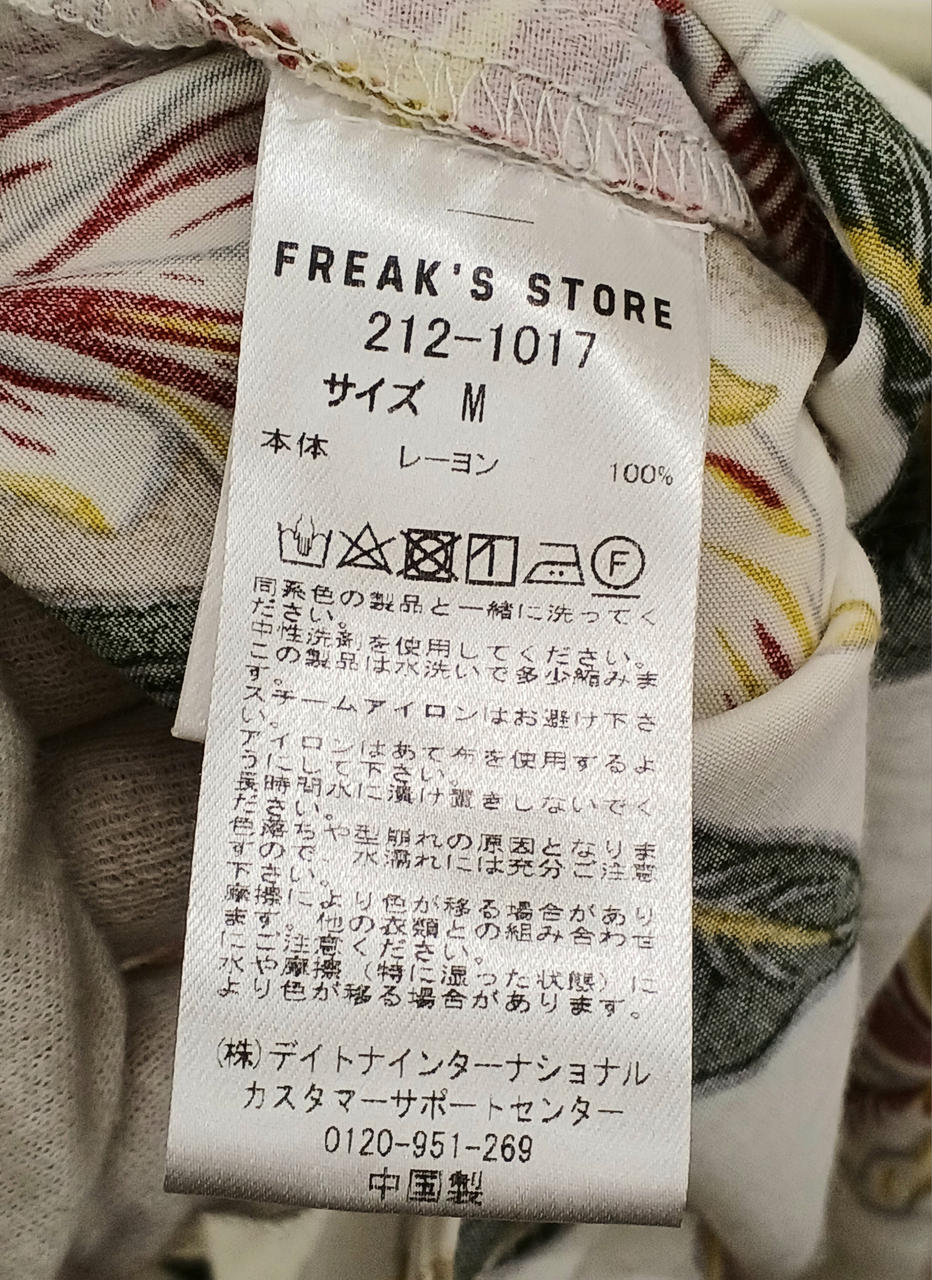 FREAK'S STORE
212-1017
サイズ M
本体 レーヨン 100%
F
同系色の製品と一緒に洗ってく
ださい。
中性洗剤を使用してください。
この製品は水洗いで多少縮みま
す。
スチームアイロンはお避け下さ
い。
アイロンはあて布を使用するよ
うにして下さい。
長時間水に漬け置きしないでく
ださい。
色落ちや型崩れの原因となりま
すので、水濡れには充分ご注意
下さい。
摩擦により色が移る場合があり
ます。他の衣類との組み合わせ
にご注意ください。
水や摩擦（特に湿った状態）に
より色が移る場合があります。
(株)デイトナインターナショナル
カスタマーサポートセンター
0120-951-269
中国製